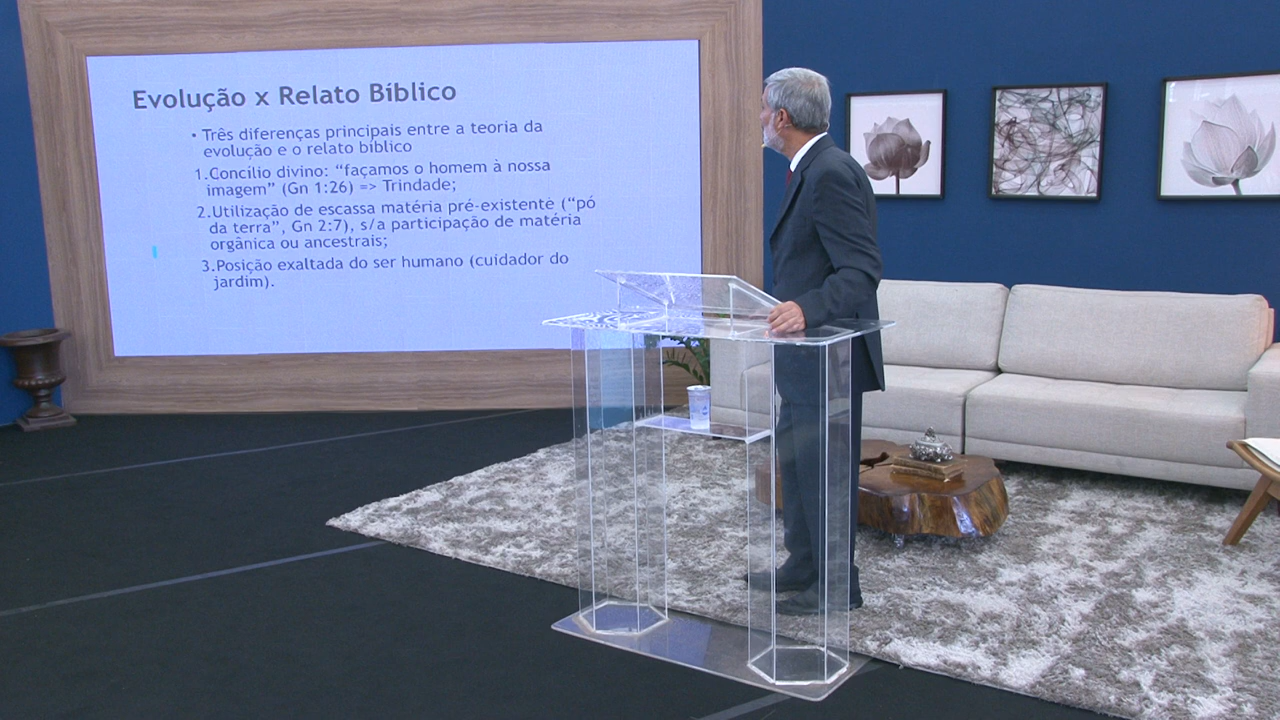 Evolução x Relato Bíblico
• Três diferenças principais entre a teoria da
evolução e o relato bíblico
1.Concílio divino: “façamos o homem à nossa
imagem” (Gn 1:26) => Trindade;
2.Utilização de escassa matéria pré-existente (“pó
da terra”, Gn 2:7), s/a participação de matéria
orgânica ou ancestrais;
3.Posição exaltada do ser humano (cuidador do
jardim).